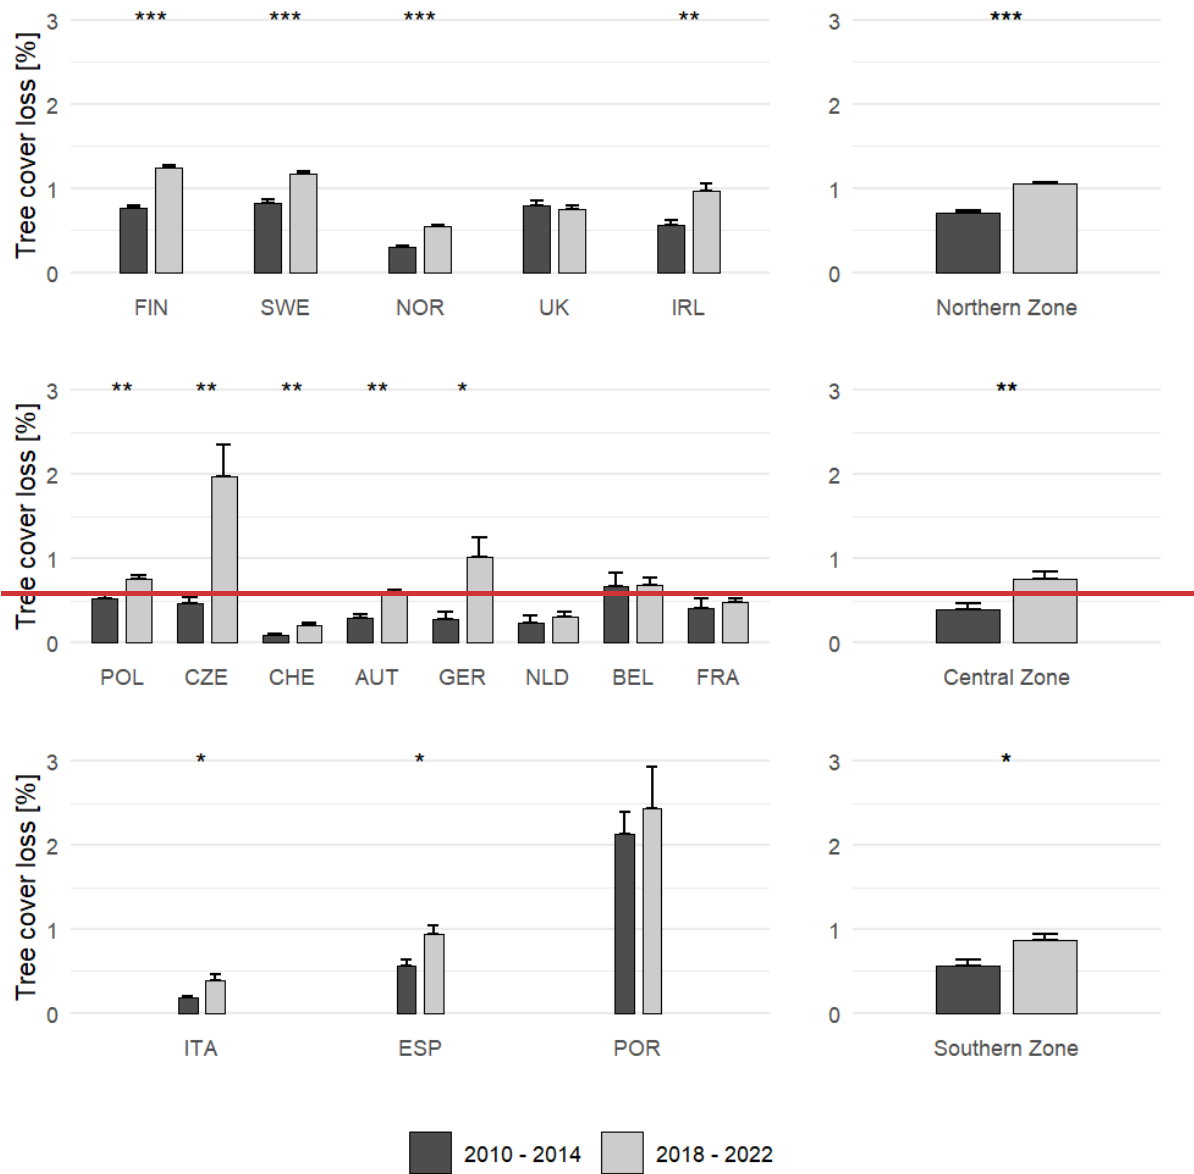 3 *** *** *** ** 3 ***
Tree cover loss [%]
2 2
1 1
0 0
FIN SWE NOR UK IRL Northern Zone
3 ** ** ** ** * 3 **
Tree cover loss [%]
2 2
1 1
0 0
POL CZE CHE AUT GER NLD BEL FRA Central Zone
3 * * 3 *
Tree cover loss [%]
2 2
1 1
0 0
ITA ESP POR Southern Zone
2010 - 2014 2018 - 2022